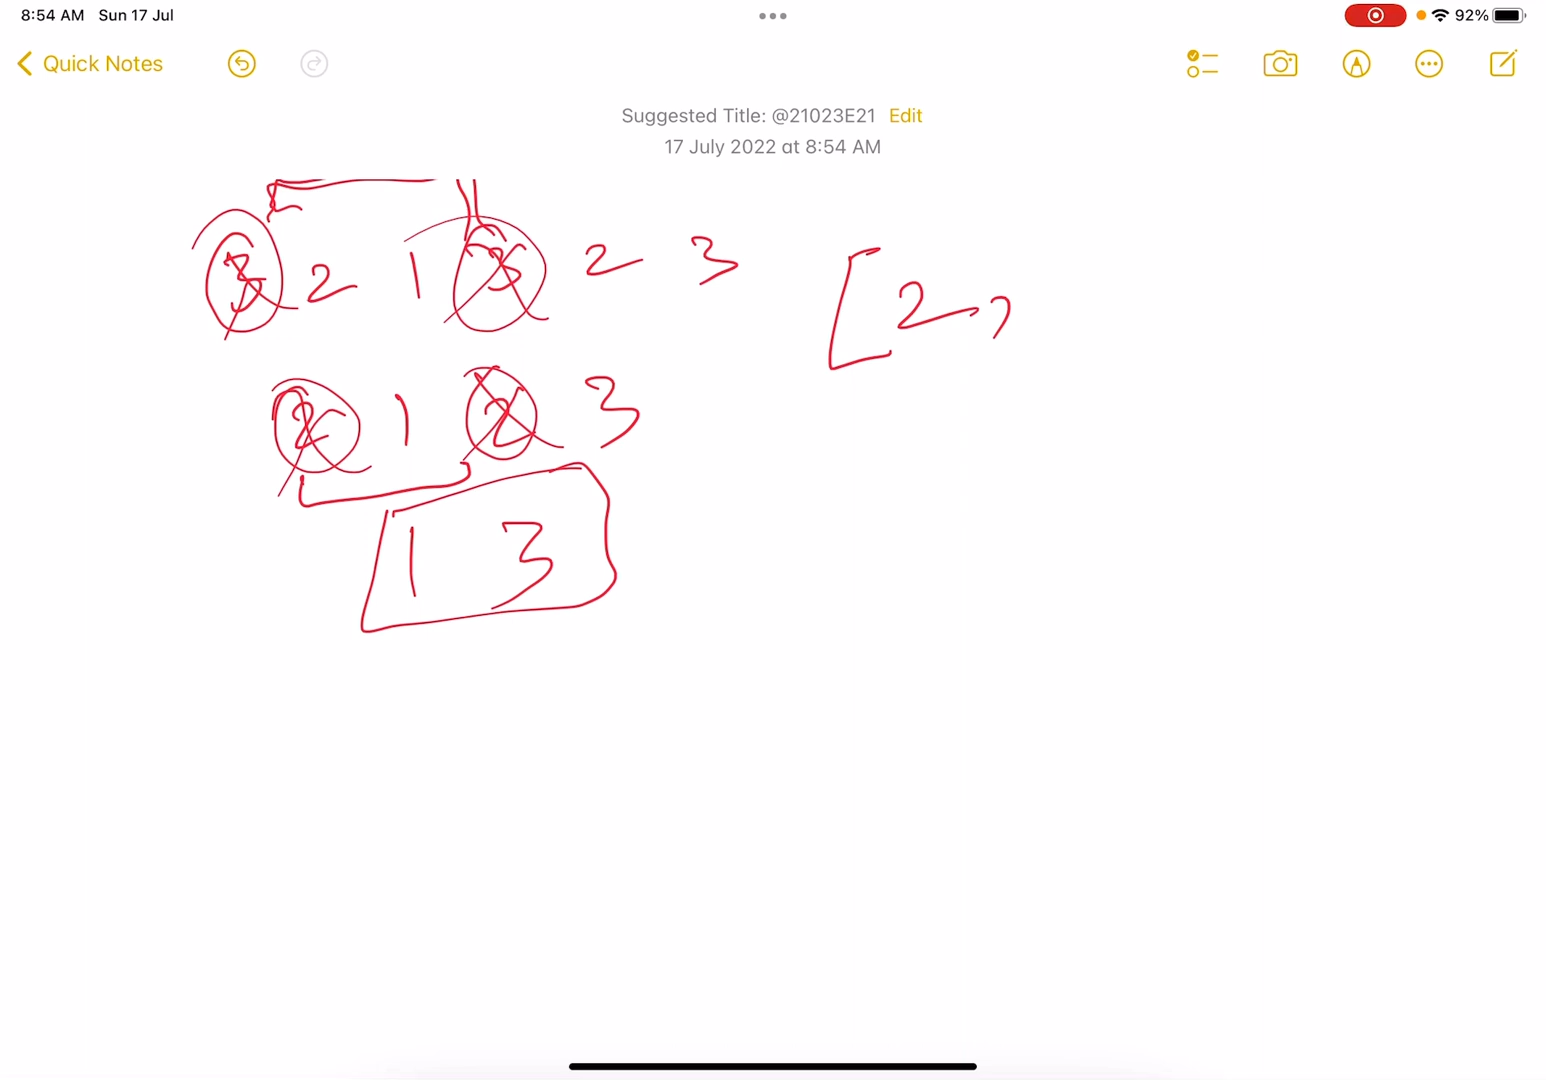 8:54 AM Sun 17 Jul
92%
Quick Notes
Suggested Title: @21023E21 Edit
17 July 2022 at 8:54 AM
3 2 1 3 2 3
[2,
2 1 2 3
1 3